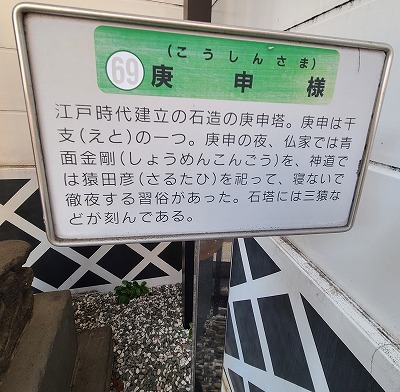 (こうしんさま)
69 庚申様
江戸時代建立の石造の庚申塔。庚申は干
支(えと)の一つ。庚申の夜、仏家では青
面金剛(しょうめんこんごう)を、神道で
は猿田彦(さるたひこ)を祀って、寝ないで
徹夜する習俗があった。石塔には三猿な
どが刻んである。